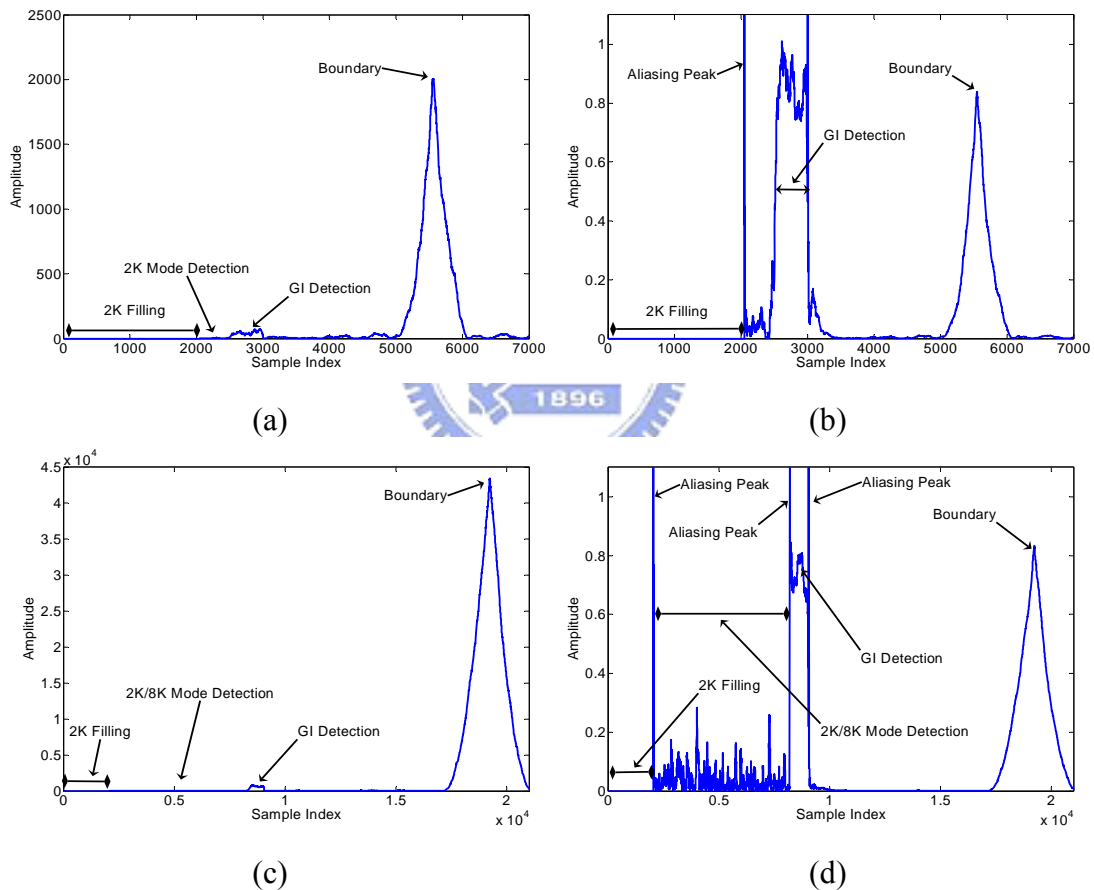 2500
2000
1500
1000
500
0
Amplitude
Boundary
2K Mode Detection
GI Detection
2K Filling
0 1000 2000 3000 4000 5000 6000 7000
Sample Index
(a)
1
0.8
0.6
0.4
0.2
0
Amplitude
Aliasing Peak
Boundary
GI Detection
2K Filling
0 1000 2000 3000 4000 5000 6000 7000
Sample Index
(b)
1896
x 10^4
4.5
4
3.5
3
2.5
2
1.5
1
0.5
0
Amplitude
Boundary
2K/8K Mode Detection
2K Filling
GI Detection
0 0.5 1 1.5 2
Sample Index
x 10^4
(c)
1
0.8
0.6
0.4
0.2
0
Amplitude
Aliasing Peak
Aliasing Peak
Aliasing Peak
Boundary
GI Detection
2K Filling
2K/8K Mode Detection
0 0.5 1 1.5 2
Sample Index
x 10^4
(d)